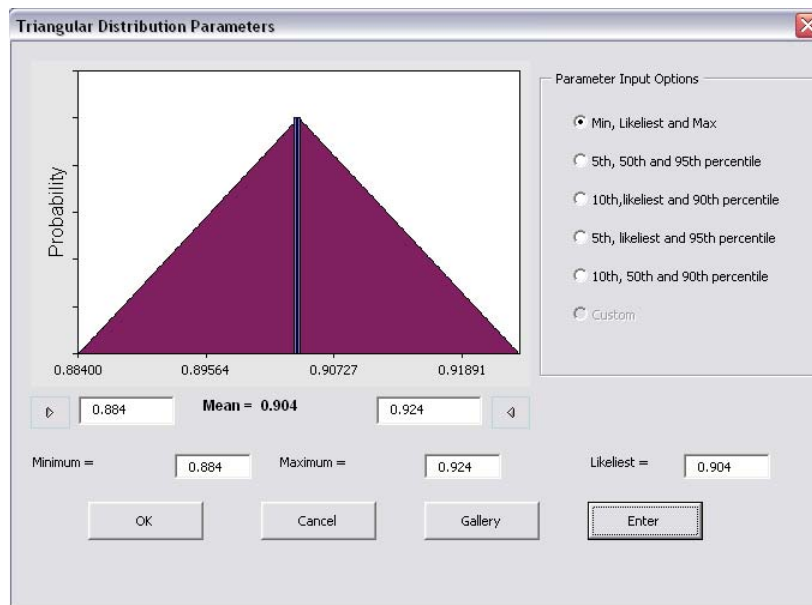 Triangular Distribution Parameters
Probability
0.88400 0.89564 0.90727 0.91891
0.884 Mean = 0.904 0.924
Parameter Input Options
Min, Likeliest and Max
5th, 50th and 95th percentile
10th,likeliest and 90th percentile
5th, likeliest and 95th percentile
10th, 50th and 90th percentile
Custom
Minimum = 0.884 Maximum = 0.924 Likeliest = 0.904
OK Cancel Gallery Enter